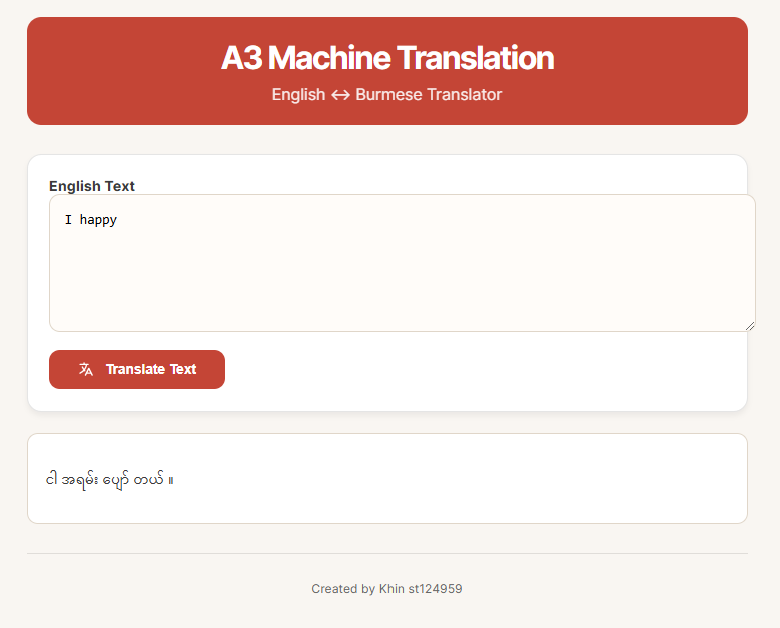 A3 Machine Translation
English ↔ Burmese Translator
English Text
I happy
Translate Text
ငါ အရမ်း ပျော် တယ် ။
Created by Khin st124959